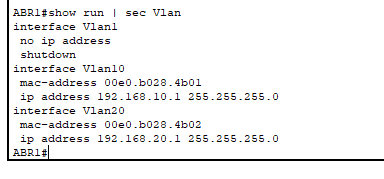 ABR1#show run | sec Vlan
interface Vlan1
 no ip address
 shutdown
interface Vlan10
 mac-address 00e0.b028.4b01
 ip address 192.168.10.1 255.255.255.0
interface Vlan20
 mac-address 00e0.b028.4b02
 ip address 192.168.20.1 255.255.255.0
ABR1#